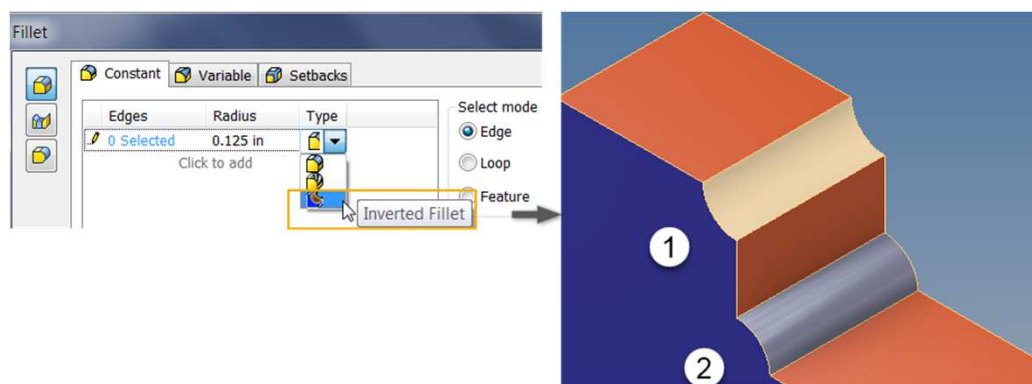 Fillet
Constant Variable Setbacks
Edges Radius Type
0 Selected 0.125 in
Click to add
Select mode
Edge
Loop
Feature
Inverted Fillet
1
2